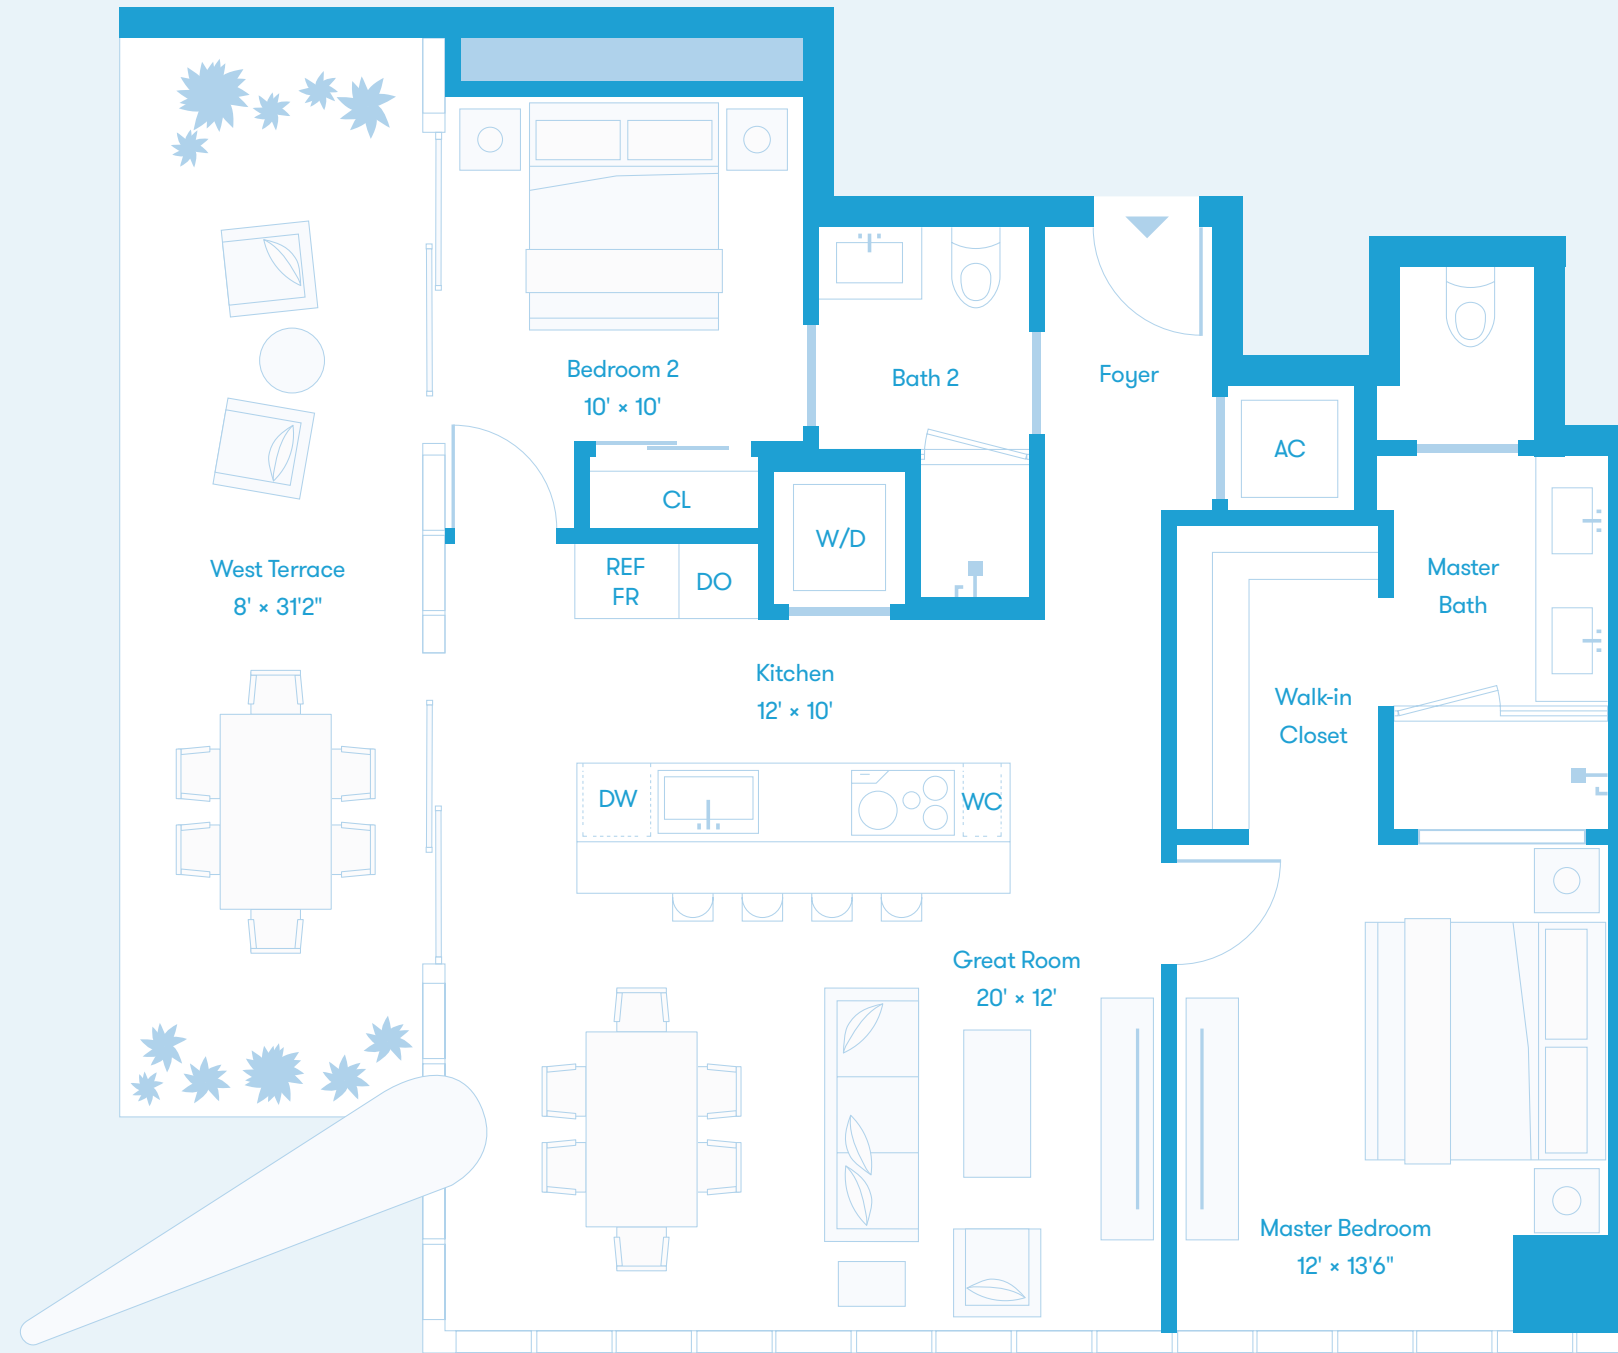 Bedroom 2
10' × 10'
Bath 2
Foyer
AC
CL
W/D
REF
FR
DO
West Terrace
8' × 31'2"
Master
Bath
Kitchen
12' × 10'
Walk-in
Closet
DW
WC
Great Room
20' × 12'
Master Bedroom
12' × 13'6"